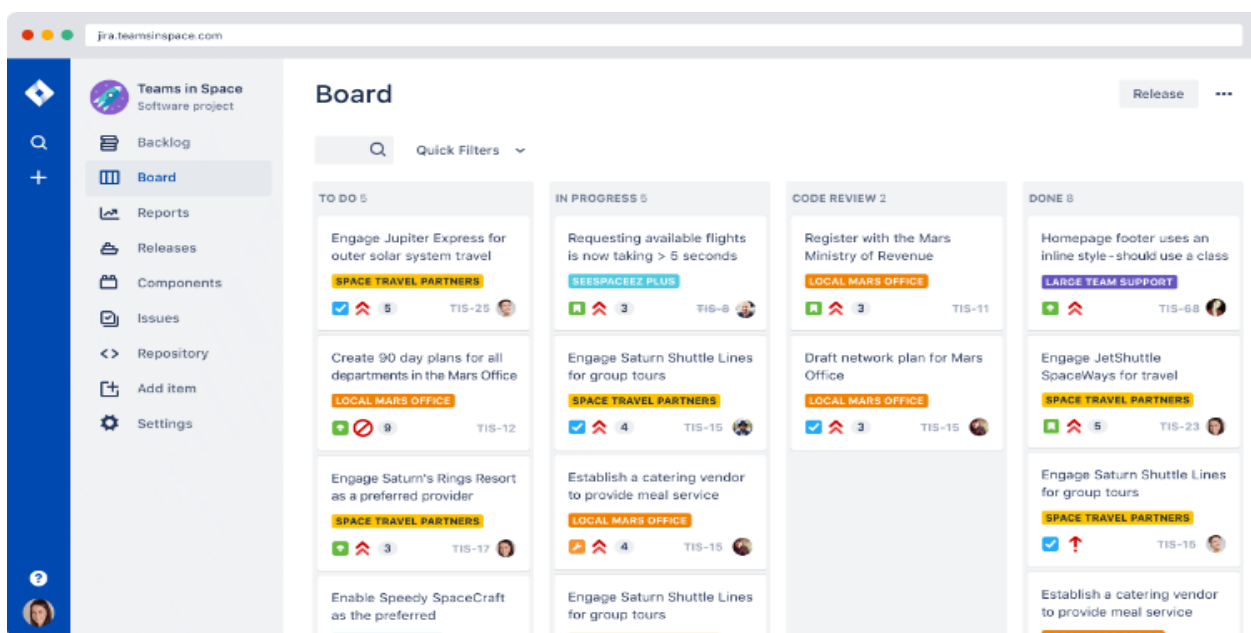 jira.teamsinspace.com
Teams in Space
Software project
Backlog
Board
Reports
Releases
Components
Issues
Repository
Add item
Settings
?
Board
Release
Quick Filters
TO DO 5
Engage Jupiter Express for
outer solar system travel
SPACE TRAVEL PARTNERS
5
TIS-25
Create 90 day plans for all
departments in the Mars Office
LOCAL MARS OFFICE
9
TIS-12
Engage Saturn's Rings Resort
as a preferred provider
SPACE TRAVEL PARTNERS
3
TIS-17
Enable Speedy SpaceCraft
as the preferred
IN PROGRESS 5
Requesting available flights
is now taking > 5 seconds
SEESPACEEZ PLUS
3
TIS-8
Engage Saturn Shuttle Lines
for group tours
SPACE TRAVEL PARTNERS
4
TIS-15
Establish a catering vendor
to provide meal service
LOCAL MARS OFFICE
4
TIS-15
Engage Saturn Shuttle Lines
for group tours
CODE REVIEW 2
Register with the Mars
Ministry of Revenue
LOCAL MARS OFFICE
3
TIS-11
Draft network plan for Mars
Office
LOCAL MARS OFFICE
3
TIS-15
DONE 8
Homepage footer uses an
inline style-should use a class
LARGE TEAM SUPPORT
TIS-68
Engage JetShuttle
SpaceWays for travel
SPACE TRAVEL PARTNERS
5
TIS-23
Engage Saturn Shuttle Lines
for group tours
SPACE TRAVEL PARTNERS
TIS-15
Establish a catering vendor
to provide meal service